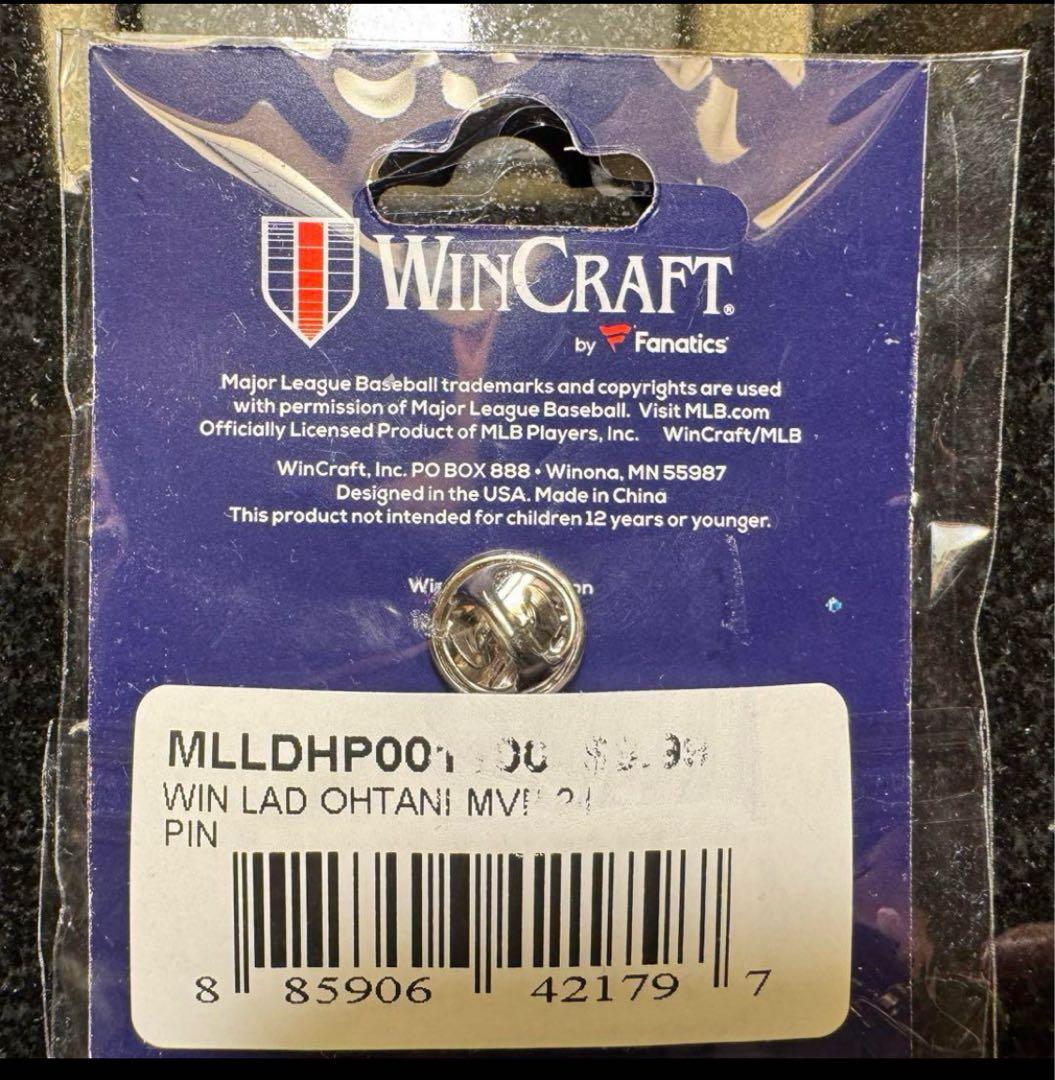 WINCRAFT®
by Fanatics
Major League Baseball trademarks and copyrights are used
with permission of Major League Baseball. Visit MLB.com
Officially Licensed Product of MLB Players, Inc. WinCraft/MLB
WinCraft, Inc. PO BOX 888 • Winona, MN 55987
Designed in the USA. Made in China
This product not intended for children 12 years or younger.
MLLDHP001
WIN LAD OHTANI
PIN
8 85906 42179 7